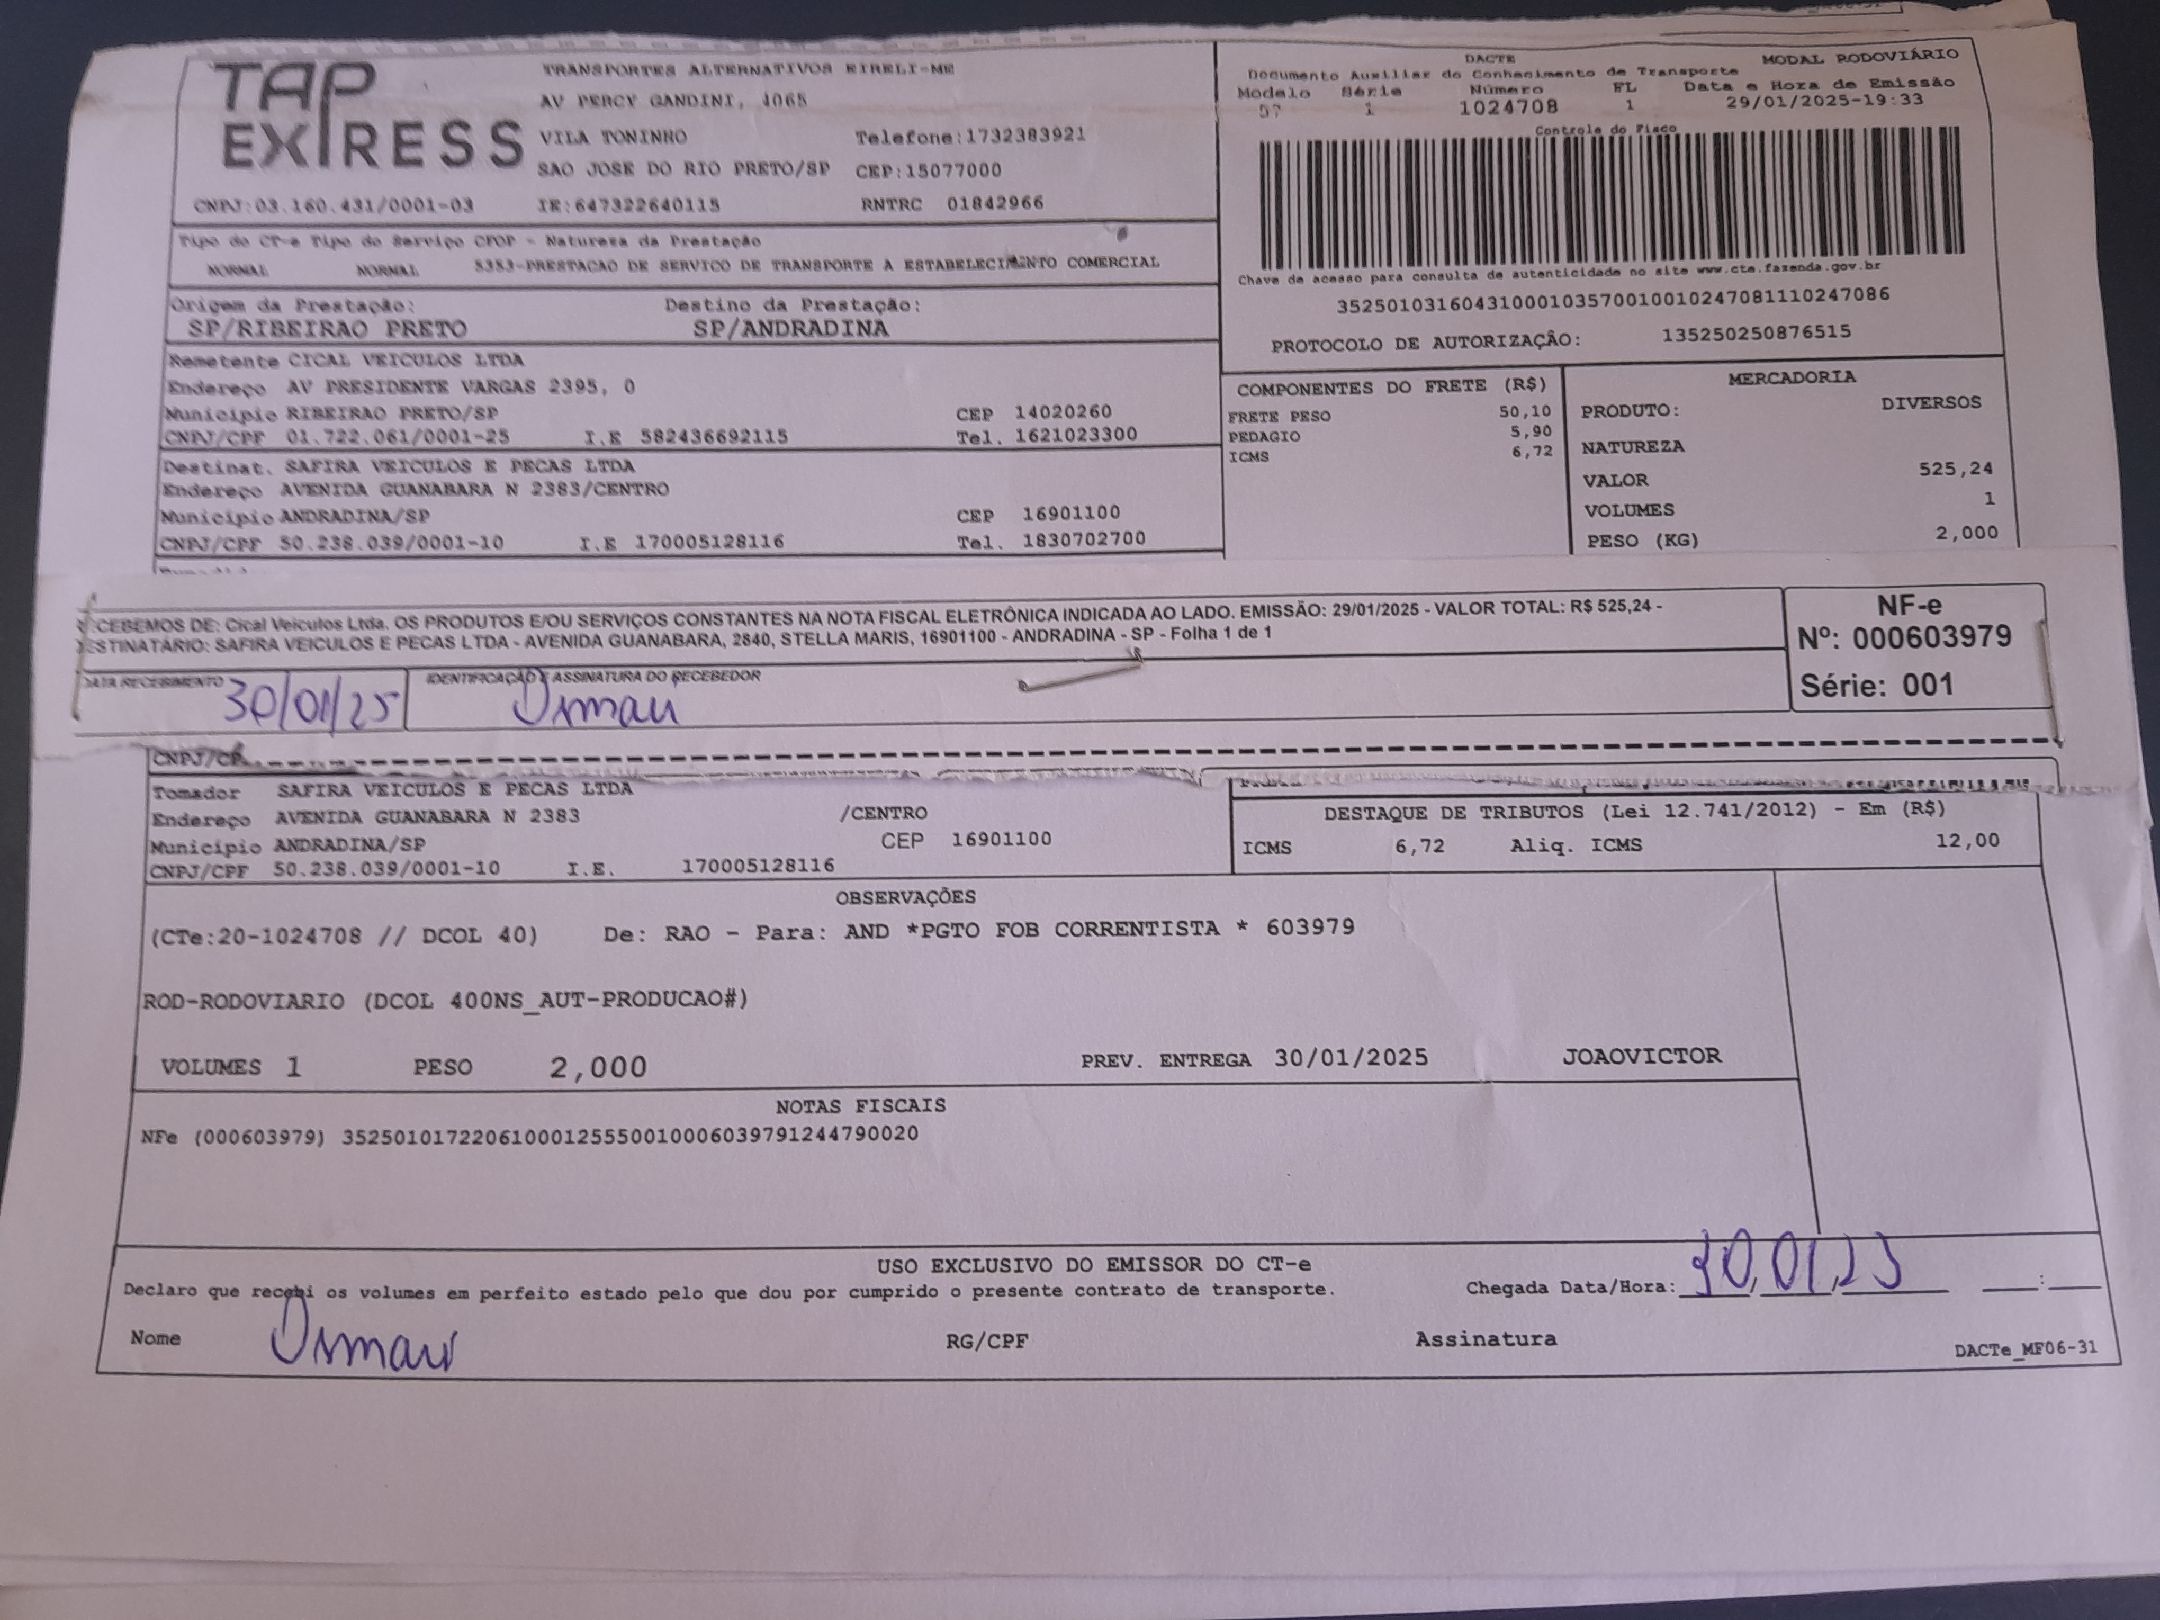 TAP EXPRESS
TRANSPORTES ALTERNATIVOS EIRELI-ME
AV PERCY GANDINI, 4065
VILA TONINHO Telefone:1732383921
SAO JOSE DO RIO PRETO/SP CEP:15077000
CNPJ:03.160.431/0001-03 IE:647322640115 RNTRC 01842966
DACTE MODAL RODOVIÁRIO
Documento Auxiliar do Conhecimento de Transporte
Modelo Série Número FL Data e Hora de Emissão
57 1 1024708 1 29/01/2025-19:33
Controle do Fisco
Chave de acesso para consulta de autenticidade no site www.cte.fazenda.gov.br
35250103160431000103570010010247081110247086
PROTOCOLO DE AUTORIZAÇÃO: 135250250876515
Tipo do CT-e Tipo do Serviço CFOP - Natureza da Prestação
NORMAL NORMAL 5353-PRESTACAO DE SERVICO DE TRANSPORTE A ESTABELECIMENTO COMERCIAL
Origem da Prestação: Destino da Prestação:
SP/RIBEIRAO PRETO SP/ANDRADINA
Remetente CICAL VEICULOS LTDA
Endereço AV PRESIDENTE VARGAS 2395, 0
Município RIBEIRAO PRETO/SP CEP 14020260
CNPJ/CPF 01.722.061/0001-25 I.E 582436692115 Tel. 1621023300
Destinat. SAFIRA VEICULOS E PECAS LTDA
Endereço AVENIDA GUANABARA N 2383/CENTRO
Município ANDRADINA/SP CEP 16901100
CNPJ/CPF 50.238.039/0001-10 I.E 170005128116 Tel. 1830702700
COMPONENTES DO FRETE (R$)
FRETE PESO 50,10
PEDAGIO 5,90
ICMS 6,72
MERCADORIA
PRODUTO: DIVERSOS
NATUREZA
VALOR 525,24
VOLUMES 1
PESO (KG) 2,000
CEBEMOS DE: Cical Veiculos Ltda. OS PRODUTOS E/OU SERVIÇOS CONSTANTES NA NOTA FISCAL ELETRÔNICA INDICADA AO LADO. EMISSÃO: 29/01/2025 - VALOR TOTAL: R$ 525,24 -
STINATÁRIO: SAFIRA VEICULOS E PECAS LTDA - AVENIDA GUANABARA, 2840, STELLA MARIS, 16901100 - ANDRADINA - SP - Folha 1 de 1
NF-e
Nº: 000603979
Série: 001
DATA RECEBIMENTO 30/01/25
IDENTIFICAÇÃO E ASSINATURA DO RECEBEDOR
CNPJ/CP
Tomador SAFIRA VEICULOS E PECAS LTDA
Endereço AVENIDA GUANABARA N 2383 /CENTRO
Município ANDRADINA/SP CEP 16901100
CNPJ/CPF 50.238.039/0001-10 I.E. 170005128116
DESTAQUE DE TRIBUTOS (Lei 12.741/2012) - Em (R$)
ICMS 6,72 Aliq. ICMS 12,00
OBSERVAÇÕES
(CTe:20-1024708 // DCOL 40) De: RAO - Para: AND *PGTO FOB CORRENTISTA * 603979
ROD-RODOVIARIO (DCOL 400NS_AUT-PRODUCAO#)
VOLUMES 1 PESO 2,000 PREV. ENTREGA 30/01/2025 JOAOVICTOR
NOTAS FISCAIS
NFe (000603979) 35250101722061000125550010006039791244790020
USO EXCLUSIVO DO EMISSOR DO CT-e
Declaro que recebi os volumes em perfeito estado pelo que dou por cumprido o presente contrato de transporte. Chegada Data/Hora: 30,01,25 :
Nome RG/CPF Assinatura
DACTe_MF06-31